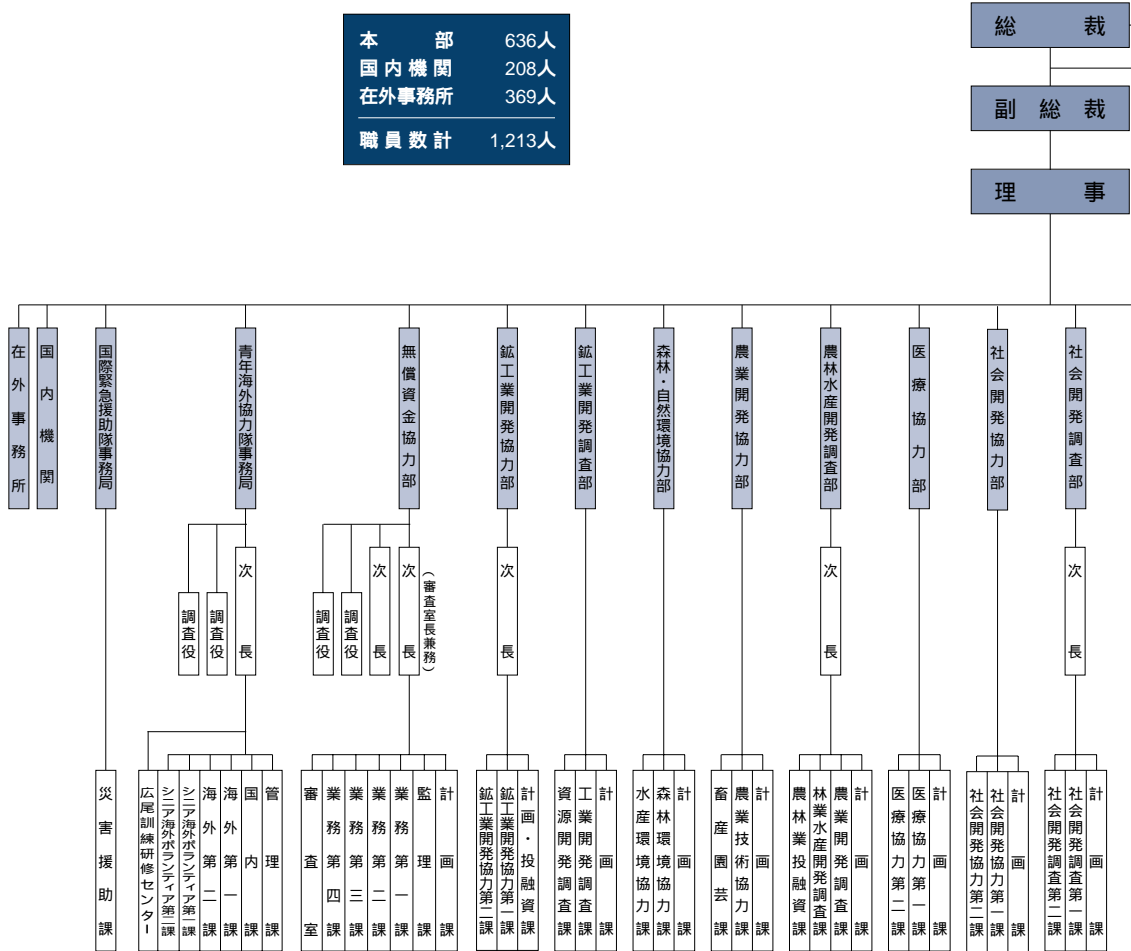 本部 636人
国内機関 208人
在外事務所 369人
職員数計 1,213人
総裁
副総裁
理事
社会開発調査部
社会開発協力部
医療協力部
農林水産開発調査部
農業開発協力部
森林・自然環境協力部
鉱工業開発調査部
鉱工業開発協力部
無償資金協力部
青年海外協力隊事務局
国際緊急援助隊事務局
国内機関
在外事務所
次長
次長
次長
(審査室長兼務)
次長
次長
調査役
調査役
次長
調査役
調査役
計画課
社会開発調査第一課
社会開発調査第二課
計画課
社会開発協力第一課
社会開発協力第二課
計画課
医療協力第一課
医療協力第二課
計画課
農業開発調査課
林業水産開発調査課
農林業投融資課
計画課
農業技術協力課
畜産園芸課
計画課
森林環境協力課
水産環境協力課
計画課
工業開発調査課
資源開発調査課
計画・投融資課
鉱工業開発協力第一課
鉱工業開発協力第二課
計画課
監理課
業務第一課
業務第二課
業務第三課
業務第四課
審査室
管理課
国内課
海外第一課
海外第二課
シニア海外ボランティア第一課
シニア海外ボランティア第二課
広尾訓練研修センター
災害援助課